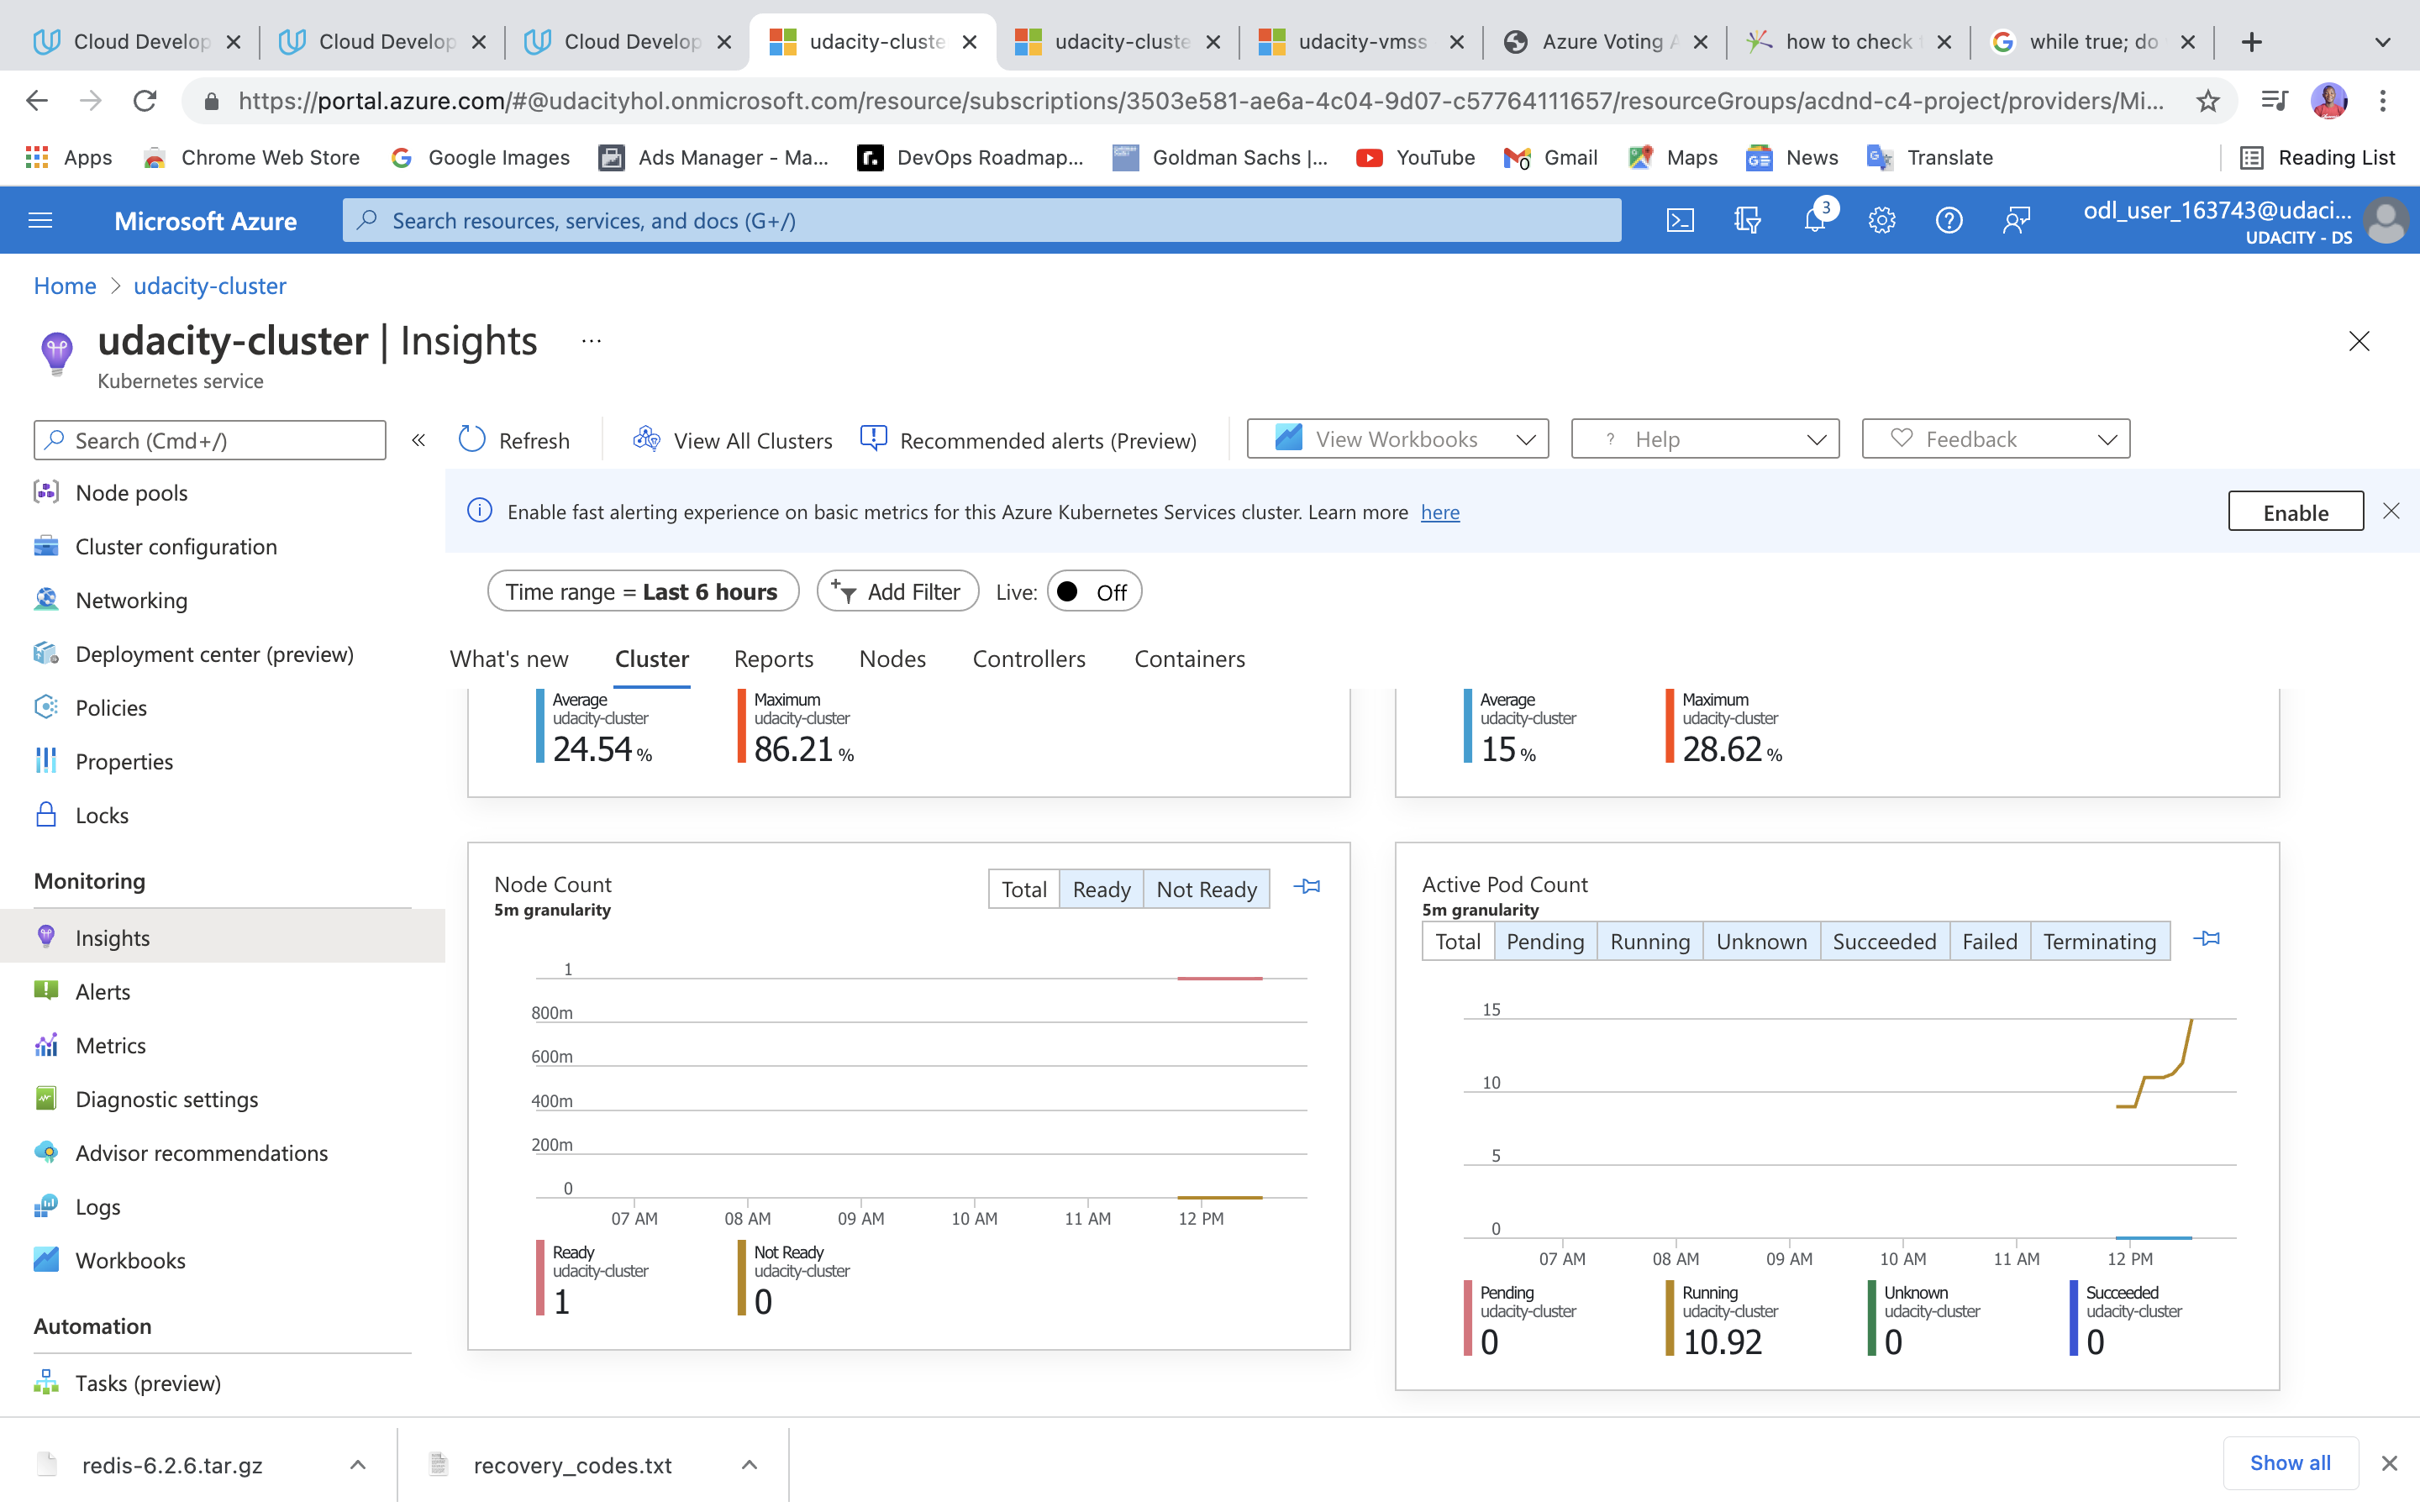 Cloud Develop
Cloud Develop
Cloud Develop
udacity-cluste
udacity-cluste
udacity-vmss
Azure Voting A
how to check
while true; do
https://portal.azure.com/#@udacityhol.onmicrosoft.com/resource/subscriptions/3503e581-ae6a-4c04-9d07-c57764111657/resourceGroups/acdnd-c4-project/providers/Mi...
Apps
Chrome Web Store
Google Images
Ads Manager - Ma...
DevOps Roadmap...
Goldman Sachs |...
YouTube
Gmail
Maps
News
Translate
Reading List
Microsoft Azure
Search resources, services, and docs (G+/)
3
odl_user_163743@udaci...
UDACITY - DS
Home > udacity-cluster
udacity-cluster | Insights ...
Kubernetes service
Search (Cmd+/)
«
Refresh
View All Clusters
Recommended alerts (Preview)
View Workbooks
? Help
Feedback
Node pools
Cluster configuration
Networking
Deployment center (preview)
Policies
Properties
Locks
Monitoring
Insights
Alerts
Metrics
Diagnostic settings
Advisor recommendations
Logs
Workbooks
Automation
Tasks (preview)
Enable fast alerting experience on basic metrics for this Azure Kubernetes Services cluster. Learn more here
Enable
Time range = Last 6 hours
Add Filter
Live: Off
What's new
Cluster
Reports
Nodes
Controllers
Containers
Average
udacity-cluster
24.54 %
Maximum
udacity-cluster
86.21 %
Average
udacity-cluster
15 %
Maximum
udacity-cluster
28.62 %
Node Count
5m granularity
Total Ready Not Ready
1
800m
600m
400m
200m
0
07 AM 08 AM 09 AM 10 AM 11 AM 12 PM
Ready
udacity-cluster
1
Not Ready
udacity-cluster
0
Active Pod Count
5m granularity
Total Pending Running Unknown Succeeded Failed Terminating
15
10
5
0
07 AM 08 AM 09 AM 10 AM 11 AM 12 PM
Pending
udacity-cluster
0
Running
udacity-cluster
10.92
Unknown
udacity-cluster
0
Succeeded
udacity-cluster
0
redis-6.2.6.tar.gz
recovery_codes.txt
Show all